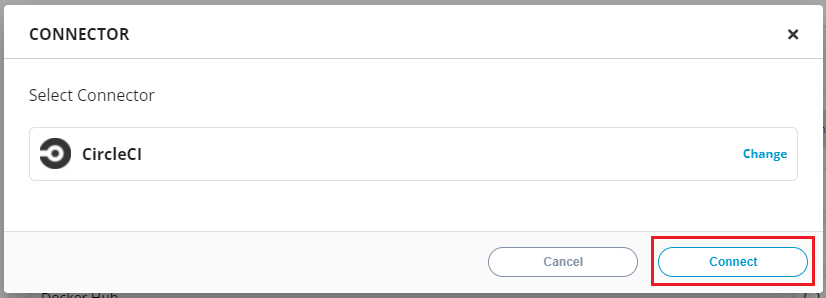 CONNECTOR
Select Connector
CircleCI
Change
Cancel
Connect
Docker Hub